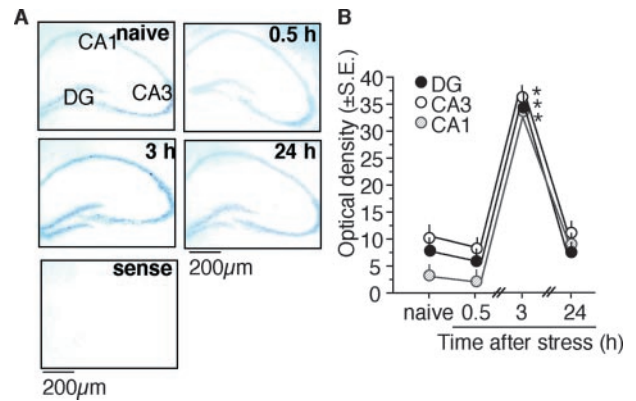 A
naive
CA1
DG
CA3
0.5 h
3 h
24 h
200µm
sense
200µm
B
Optical density (±S.E.)
40
35
30
25
20
15
10
5
0
DG
CA3
CA1
* * *
naive 0.5 3 24
Time after stress (h)